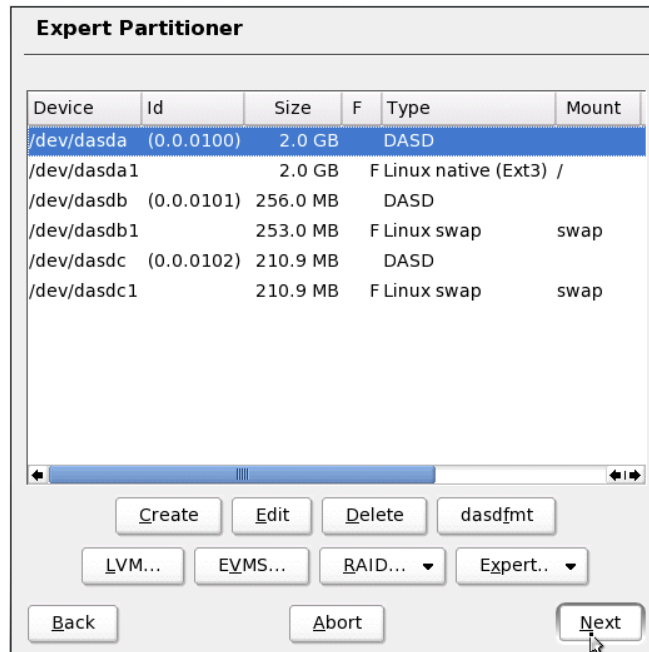 Expert Partitioner
Device Id Size F Type Mount
/dev/dasda (0.0.0100) 2.0 GB DASD
/dev/dasda1 2.0 GB F Linux native (Ext3) /
/dev/dasdb (0.0.0101) 256.0 MB DASD
/dev/dasdb1 253.0 MB F Linux swap swap
/dev/dasdc (0.0.0102) 210.9 MB DASD
/dev/dasdc1 210.9 MB F Linux swap swap
Create Edit Delete dasdfmt
LVM... EVMS... RAID... Expert..
Back Abort Next